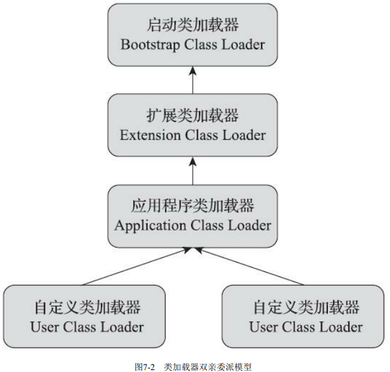 启动类加载器
Bootstrap Class Loader
扩展类加载器
Extension Class Loader
应用程序类加载器
Application Class Loader
自定义类加载器
User Class Loader
自定义类加载器
User Class Loader
图7-2 类加载器双亲委派模型